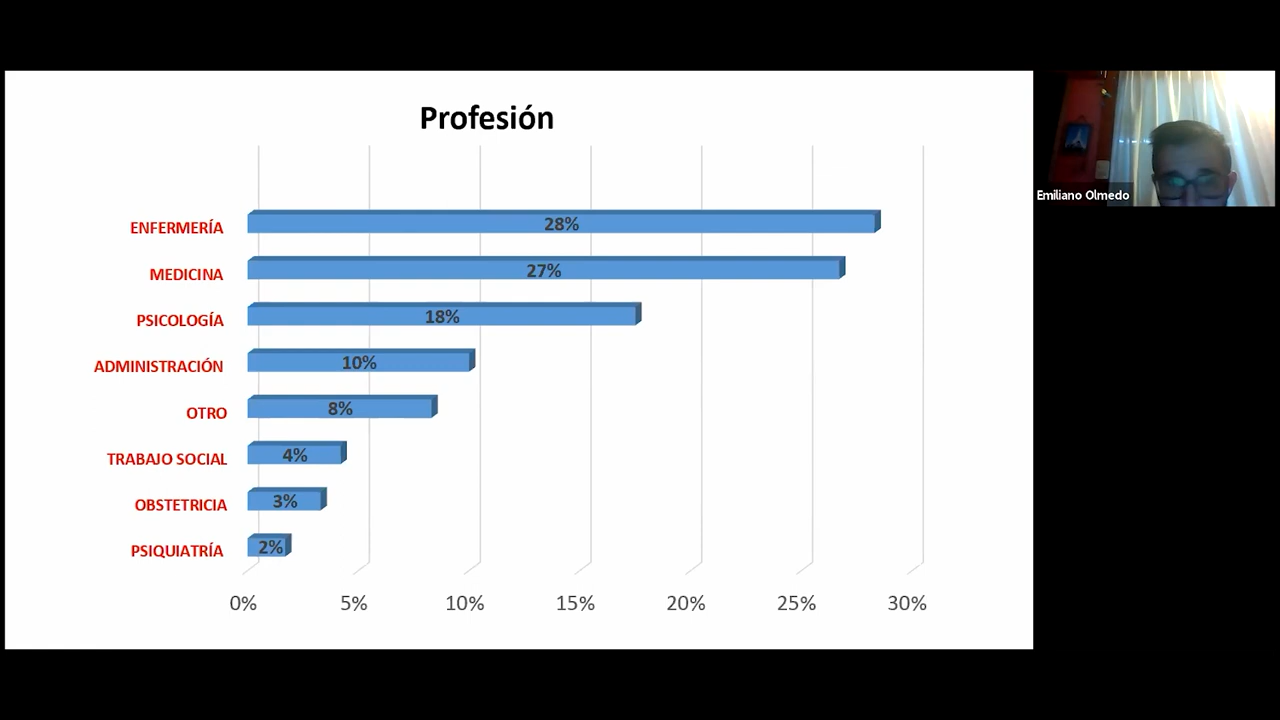 Profesión
ENFERMERÍA 28%
MEDICINA 27%
PSICOLOGÍA 18%
ADMINISTRACIÓN 10%
OTRO 8%
TRABAJO SOCIAL 4%
OBSTETRICIA 3%
PSIQUIATRÍA 2%
0% 5% 10% 15% 20% 25% 30%
Emiliano Olmedo